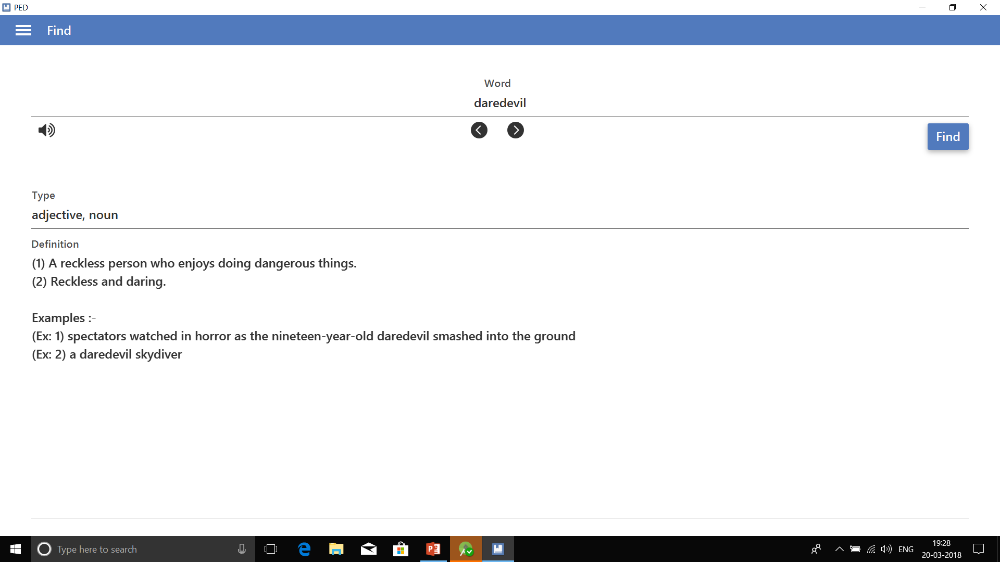 PED
Find
Word
daredevil
Find
Type
adjective, noun
Definition
(1) A reckless person who enjoys doing dangerous things.
(2) Reckless and daring.
Examples :-
(Ex: 1) spectators watched in horror as the nineteen-year-old daredevil smashed into the ground
(Ex: 2) a daredevil skydiver
Type here to search
ENG
19:28
20-03-2018